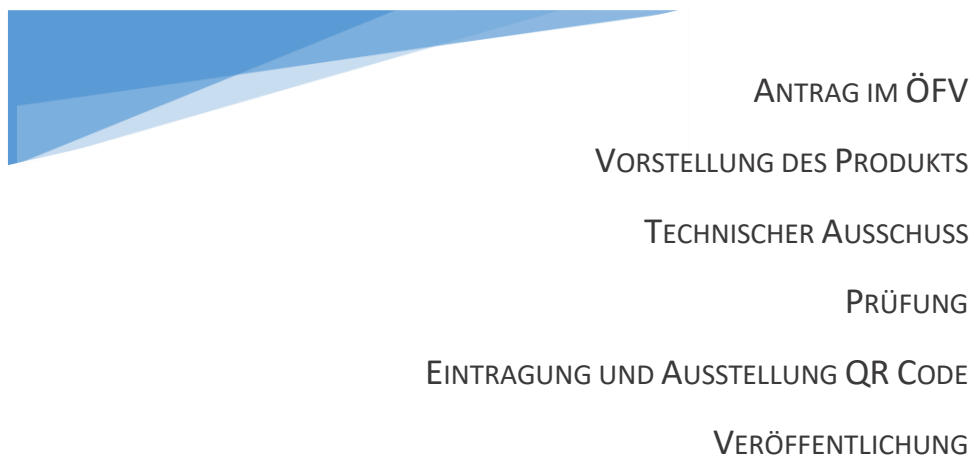 ANTRAG IM ÖFV
VORSTELLUNG DES PRODUKTS
TECHNISCHER AUSSCHUSS
PRÜFUNG
EINTRAGUNG UND AUSSTELLUNG QR CODE
VERÖFFENTLICHUNG